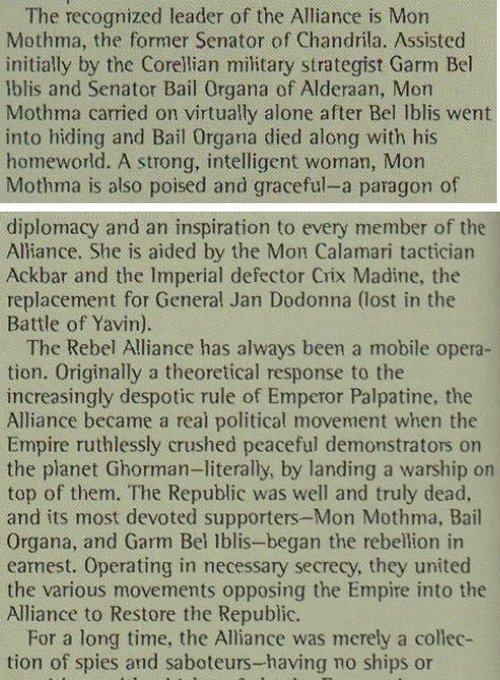 The recognized leader of the Alliance is Mon
Mothma, the former Senator of Chandrila. Assisted
initially by the Corellian military strategist Garm Bel
Iblis and Senator Bail Organa of Alderaan, Mon
Mothma carried on virtually alone after Bel Iblis went
into hiding and Bail Organa died along with his
homeworld. A strong, intelligent woman, Mon
Mothma is also poised and graceful—a paragon of
diplomacy and an inspiration to every member of the
Alliance. She is aided by the Mon Calamari tactician
Ackbar and the Imperial defector Crix Madine, the
replacement for General Jan Dodonna (lost in the
Battle of Yavin).
The Rebel Alliance has always been a mobile opera-
tion. Originally a theoretical response to the
increasingly despotic rule of Emperor Palpatine, the
Alliance became a real political movement when the
Empire ruthlessly crushed peaceful demonstrators on
the planet Ghorman—literally, by landing a warship on
top of them. The Republic was well and truly dead,
and its most devoted supporters—Mon Mothma, Bail
Organa, and Garm Bel Iblis—began the rebellion in
earnest. Operating in necessary secrecy, they united
the various movements opposing the Empire into the
Alliance to Restore the Republic.
For a long time, the Alliance was merely a collec-
tion of spies and saboteurs—having no ships or